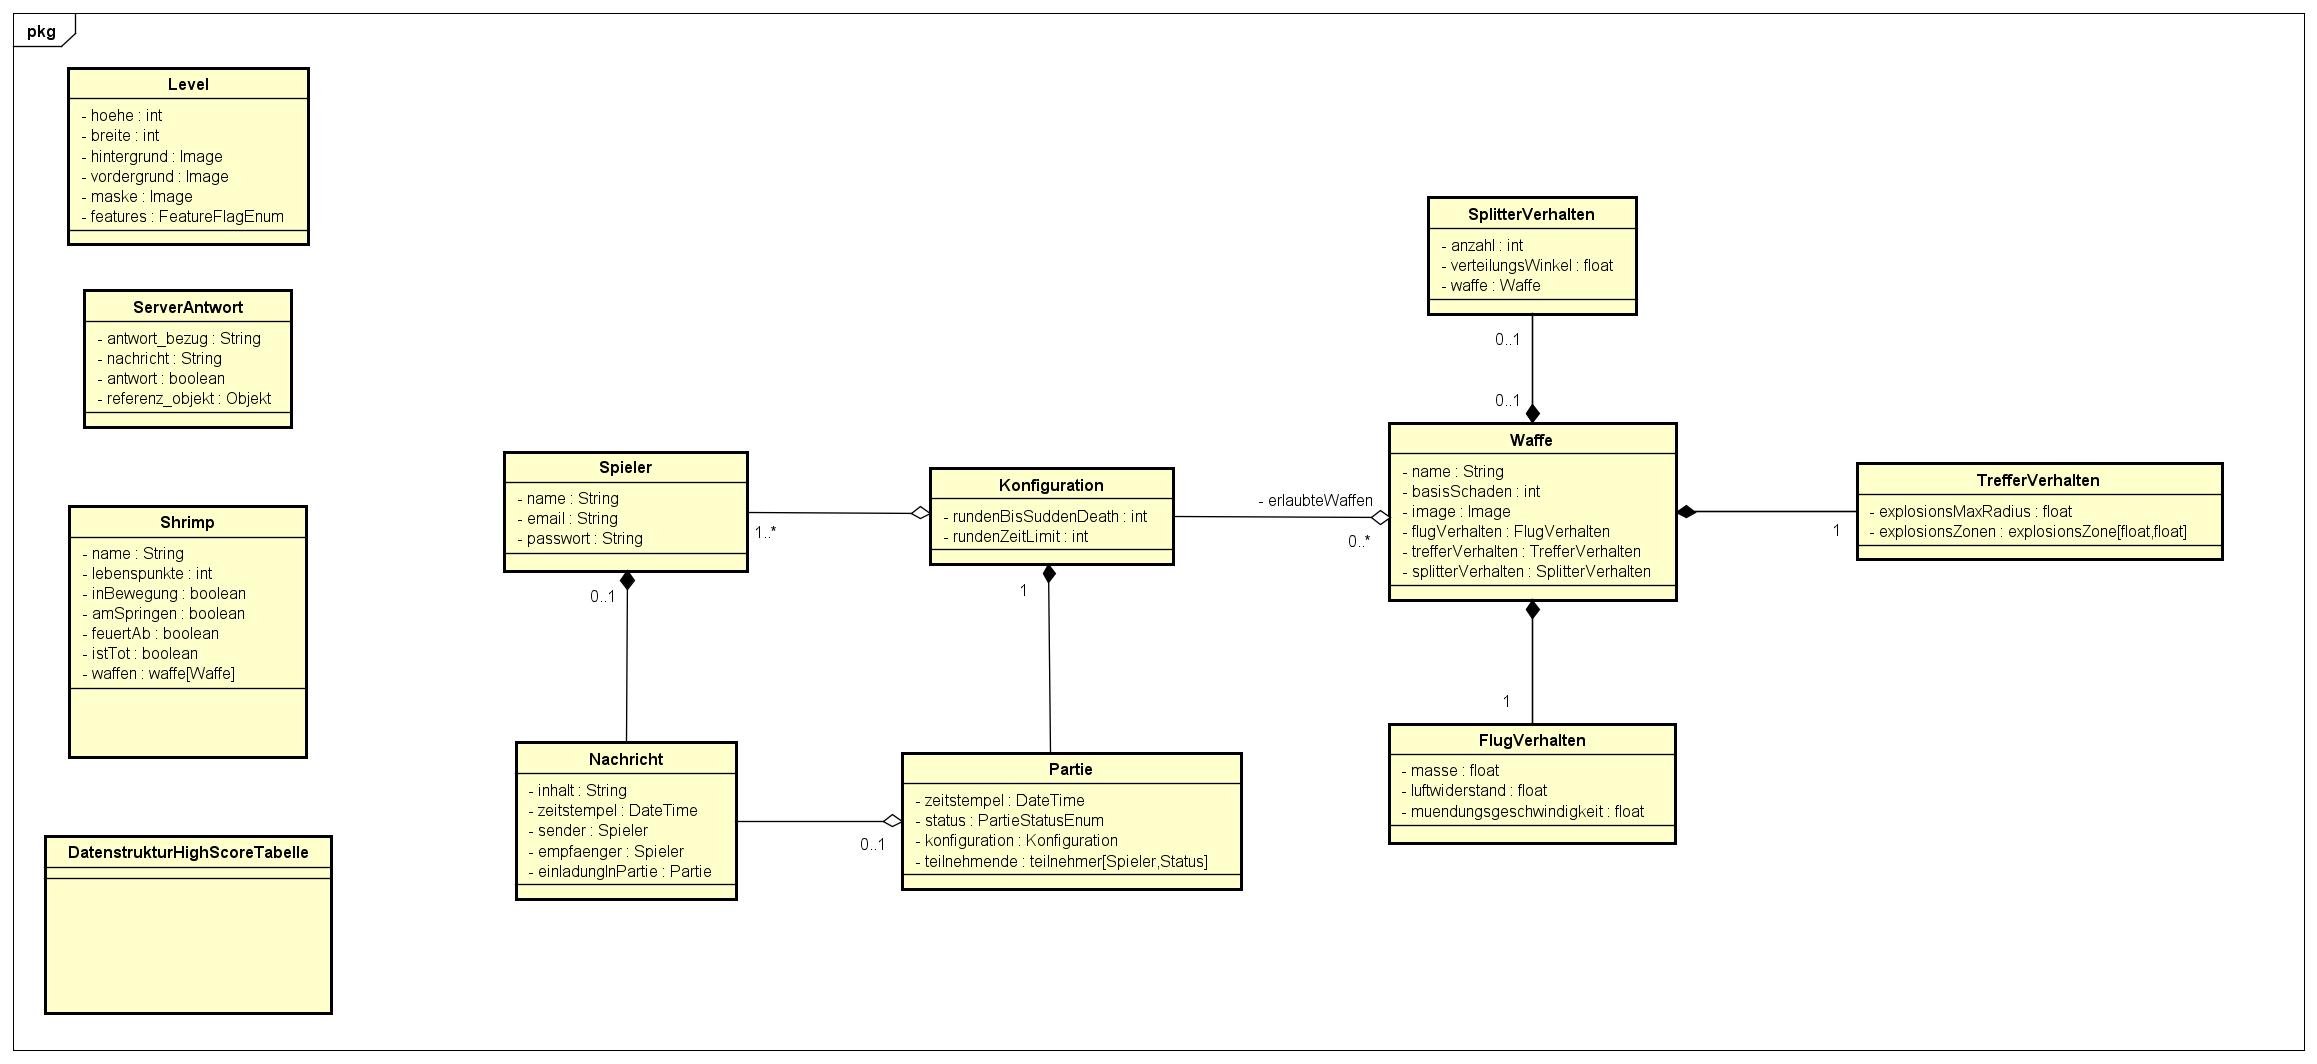 pkg
Level
- hoehe : int
- breite : int
- hintergrund : Image
- vordergrund : Image
- maske : Image
- features : FeatureFlagEnum
ServerAntwort
- antwort_bezug : String
- nachricht : String
- antwort : boolean
- referenz_objekt : Objekt
Shrimp
- name : String
- lebenspunkte : int
- inBewegung : boolean
- amSpringen : boolean
- feuertAb : boolean
- istTot : boolean
- waffen : waffe[Waffe]
DatenstrukturHighScoreTabelle
Spieler
- name : String
- email : String
- passwort : String
1..*
0..1
Nachricht
- inhalt : String
- zeitstempel : DateTime
- sender : Spieler
- empfaenger : Spieler
- einladungInPartie : Partie
0..1
Konfiguration
- rundenBisSuddenDeath : int
- rundenZeitLimit : int
1
Partie
- zeitstempel : DateTime
- status : PartieStatusEnum
- konfiguration : Konfiguration
- teilnehmende : teilnehmer[Spieler,Status]
- erlaubteWaffen
0..*
SplitterVerhalten
- anzahl : int
- verteilungsWinkel : float
- waffe : Waffe
0..1
0..1
Waffe
- name : String
- basisSchaden : int
- image : Image
- flugVerhalten : FlugVerhalten
- trefferVerhalten : TrefferVerhalten
- splitterVerhalten : SplitterVerhalten
1
FlugVerhalten
- masse : float
- luftwiderstand : float
- muendungsgeschwindigkeit : float
1
TrefferVerhalten
- explosionsMaxRadius : float
- explosionsZonen : explosionsZone[float,float]